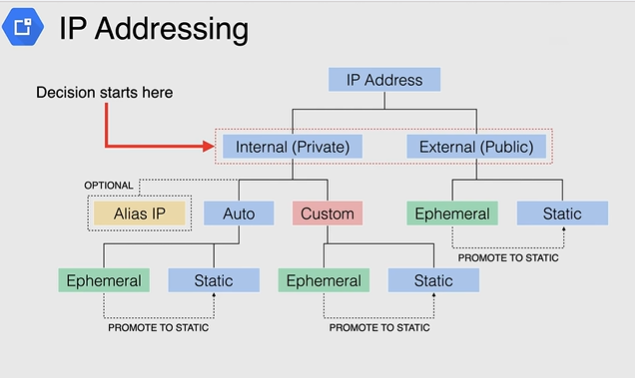 IP Addressing
IP Address
Decision starts here
Internal (Private)
External (Public)
OPTIONAL
Alias IP
Auto
Custom
Ephemeral
Static
PROMOTE TO STATIC
Ephemeral
Static
Ephemeral
Static
PROMOTE TO STATIC
PROMOTE TO STATIC